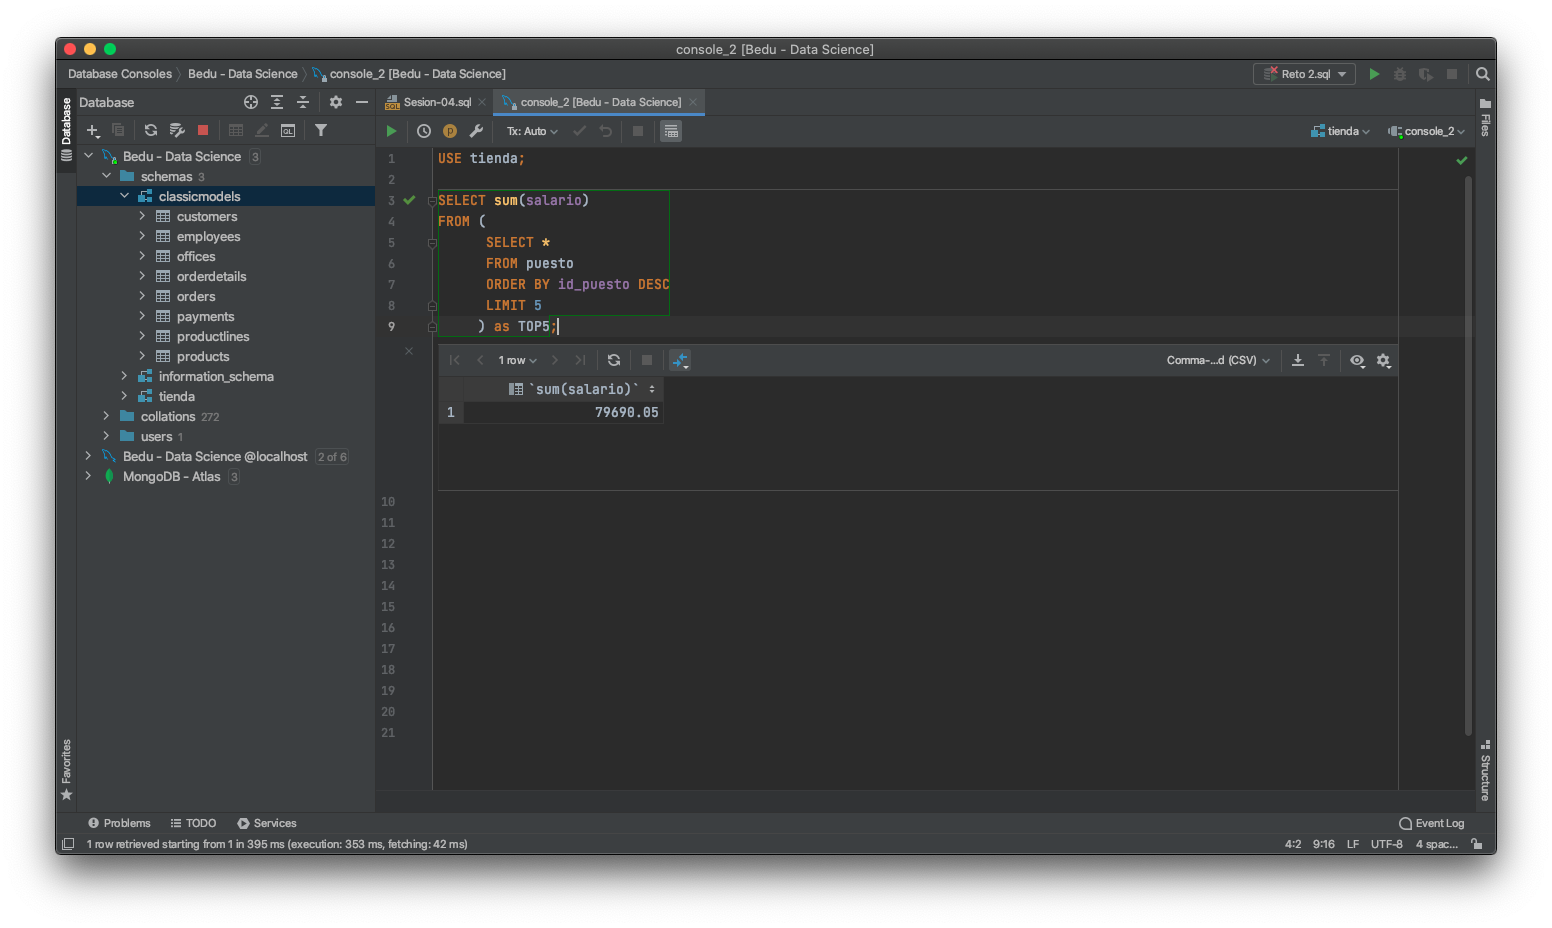 console_2 [Bedu - Data Science]
Database Consoles Bedu - Data Science console_2 [Bedu - Data Science] Reto 2.sql
Database Sesion-04.sql console_2 [Bedu - Data Science]
Tx: Auto tienda console_2
Database
Files
Bedu - Data Science 3
schemas 3
classicmodels
customers
employees
offices
orderdetails
orders
payments
productlines
products
information_schema
tienda
collations 272
users 1
Bedu - Data Science @localhost 2 of 6
MongoDB - Atlas 3
1 USE tienda;
2
3 SELECT sum(salario)
4 FROM (
5 SELECT *
6 FROM puesto
7 ORDER BY id_puesto DESC
8 LIMIT 5
9 ) as TOP5;
1 row Comma-...d (CSV)
`sum(salario)`
1 79690.05
10
11
12
13
14
15
16
17
18
19
20
21
Favorites
Structure
Problems TODO Services Event Log
1 row retrieved starting from 1 in 395 ms (execution: 353 ms, fetching: 42 ms) 4:2 9:16 LF UTF-8 4 spac...